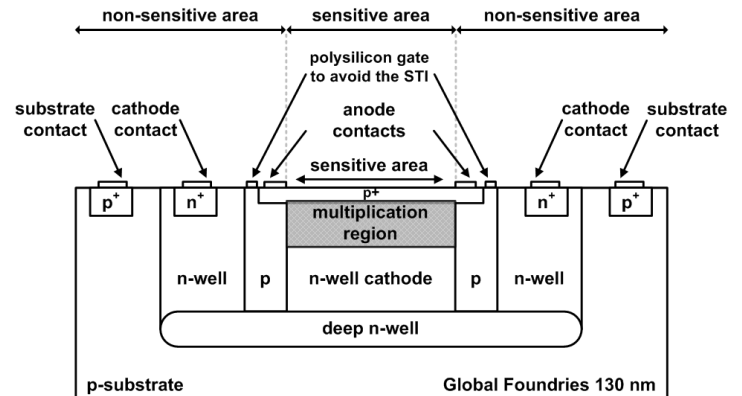 non-sensitive area sensitive area non-sensitive area
polysilicon gate
to avoid the STI
substrate
contact
cathode
contact
anode
contacts
cathode
contact
substrate
contact
sensitive area
p+
p+
n+
n+
p+
multiplication
region
n-well
p
n-well cathode
p
n-well
deep n-well
p-substrate
Global Foundries 130 nm